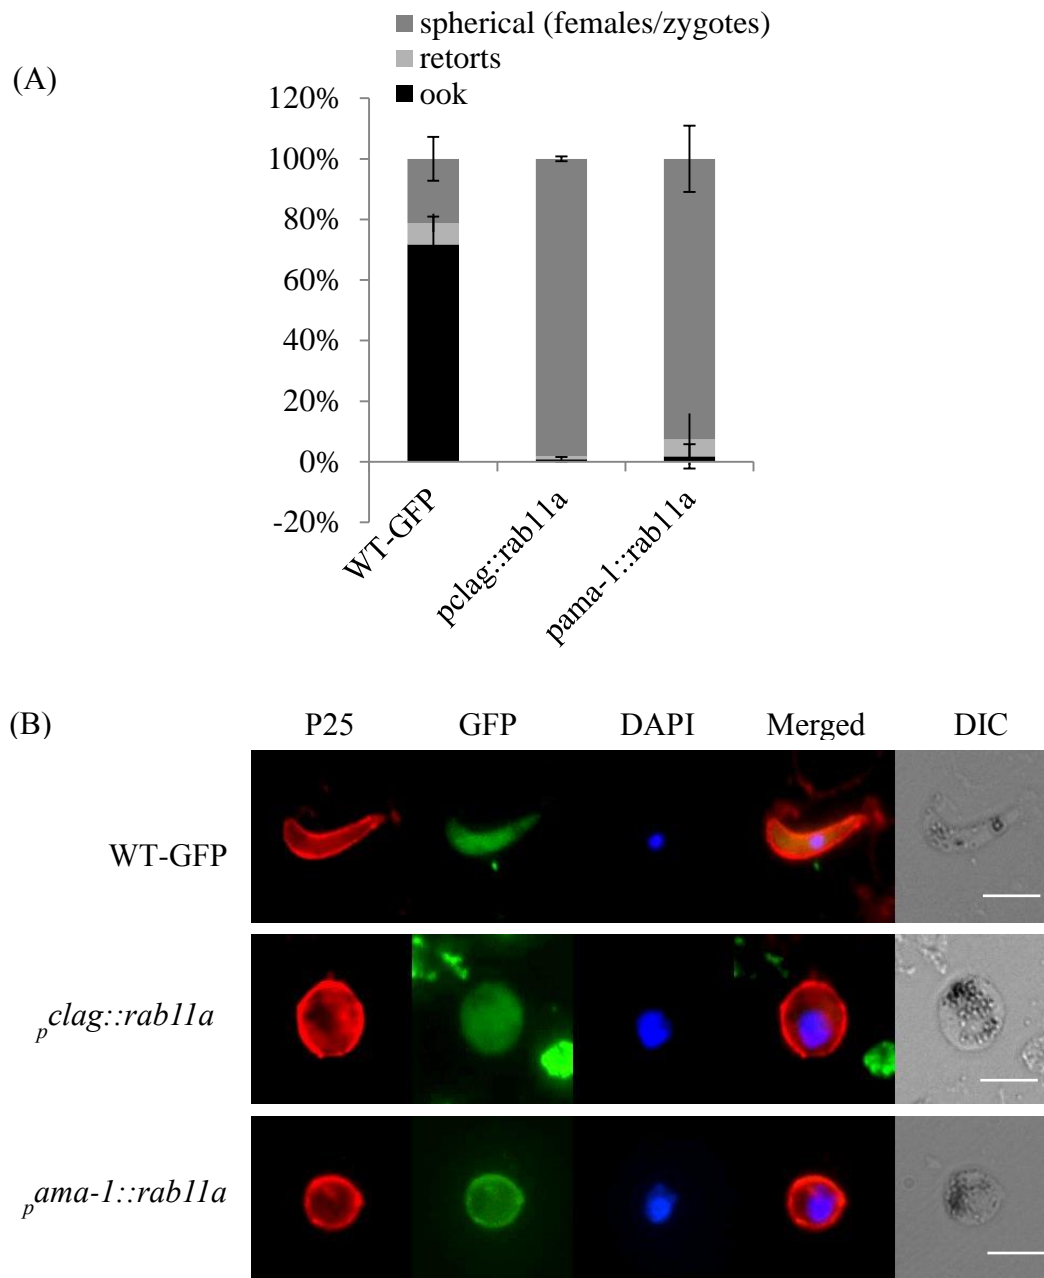 spherical (females/zygotes)
retorts
ook
(A)
120%
100%
80%
60%
40%
20%
0%
-20%
WT-GFP
pclag::rab11a
pama-1::rab11a
(B) P25 GFP DAPI Merged DIC
WT-GFP
pclag::rab11a
pama-1::rab11a